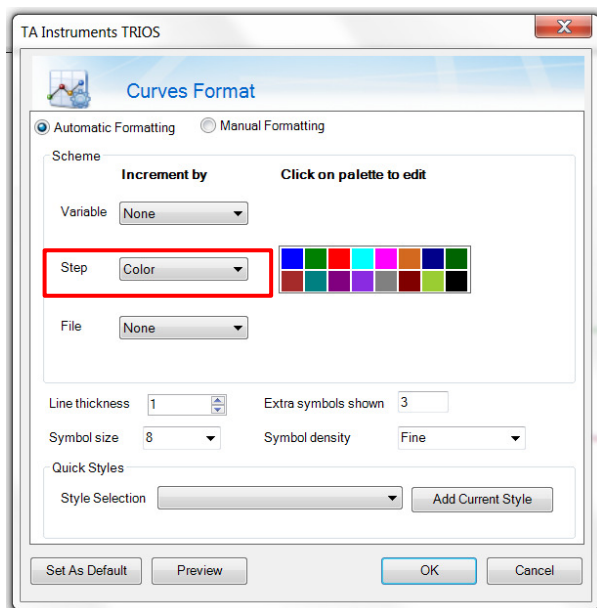 TA Instruments TRIOS
Curves Format
Automatic Formatting Manual Formatting
Scheme
Increment by Click on palette to edit
Variable None
Step Color
File None
Line thickness 1 Extra symbols shown 3
Symbol size 8 Symbol density Fine
Quick Styles
Style Selection Add Current Style
Set As Default Preview OK Cancel